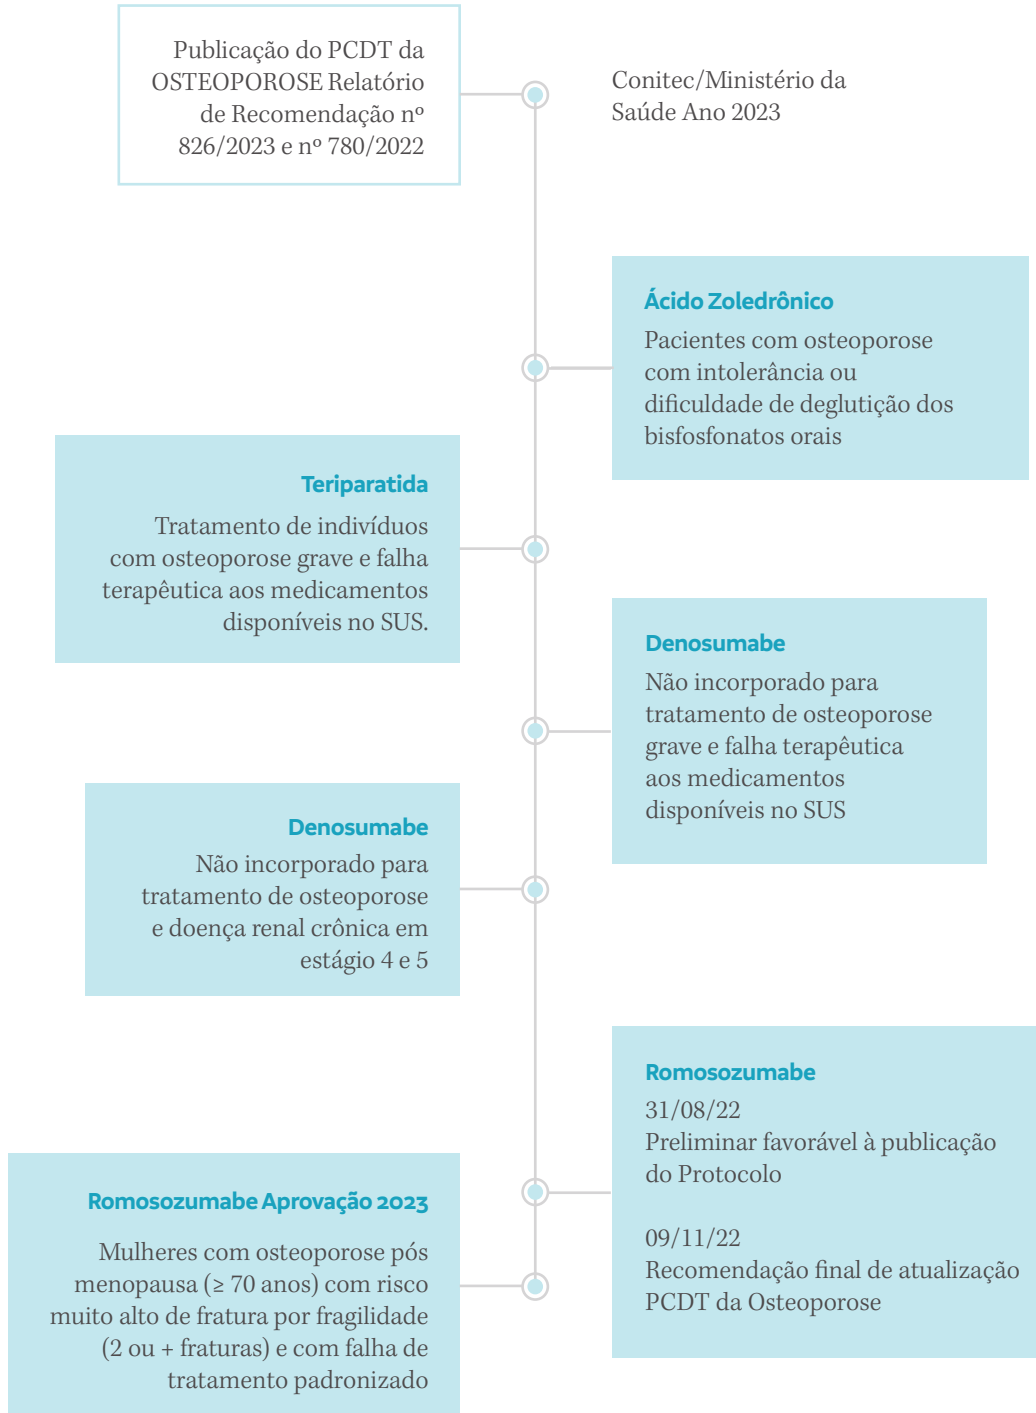 Publicação do PCDT da
OSTEOPOROSE Relatório
de Recomendação nº
826/2023 e nº 780/2022
Conitec/Ministério da
Saúde Ano 2023
Ácido Zoledrônico
Pacientes com osteoporose
com intolerância ou
dificuldade de deglutição dos
bisfosfonatos orais
Teriparatida
Tratamento de indivíduos
com osteoporose grave e falha
terapêutica aos medicamentos
disponíveis no SUS.
Denosumabe
Não incorporado para
tratamento de osteoporose
grave e falha terapêutica
aos medicamentos
disponíveis no SUS
Denosumabe
Não incorporado para
tratamento de osteoporose
e doença renal crônica em
estágio 4 e 5
Romosozumabe
31/08/22
Preliminar favorável à publicação
do Protocolo
09/11/22
Recomendação final de atualização
PCDT da Osteoporose
Romosozumabe Aprovação 2023
Mulheres com osteoporose pós
menopausa (≥ 70 anos) com risco
muito alto de fratura por fragilidade
(2 ou + fraturas) e com falha de
tratamento padronizado